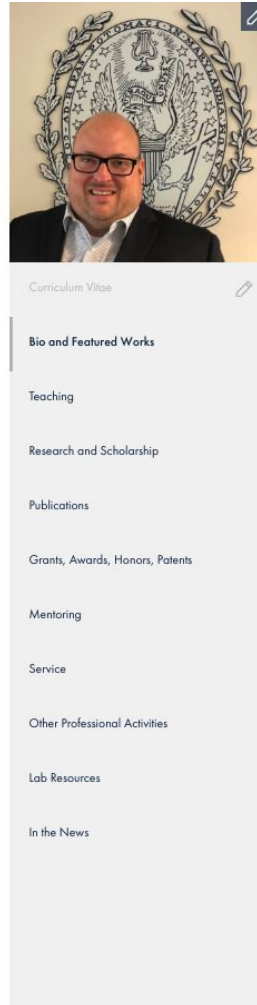 Curriculum Vitae
Bio and Featured Works
Teaching
Research and Scholarship
Publications
Grants, Awards, Honors, Patents
Mentoring
Service
Other Professional Activities
Lab Resources
In the News